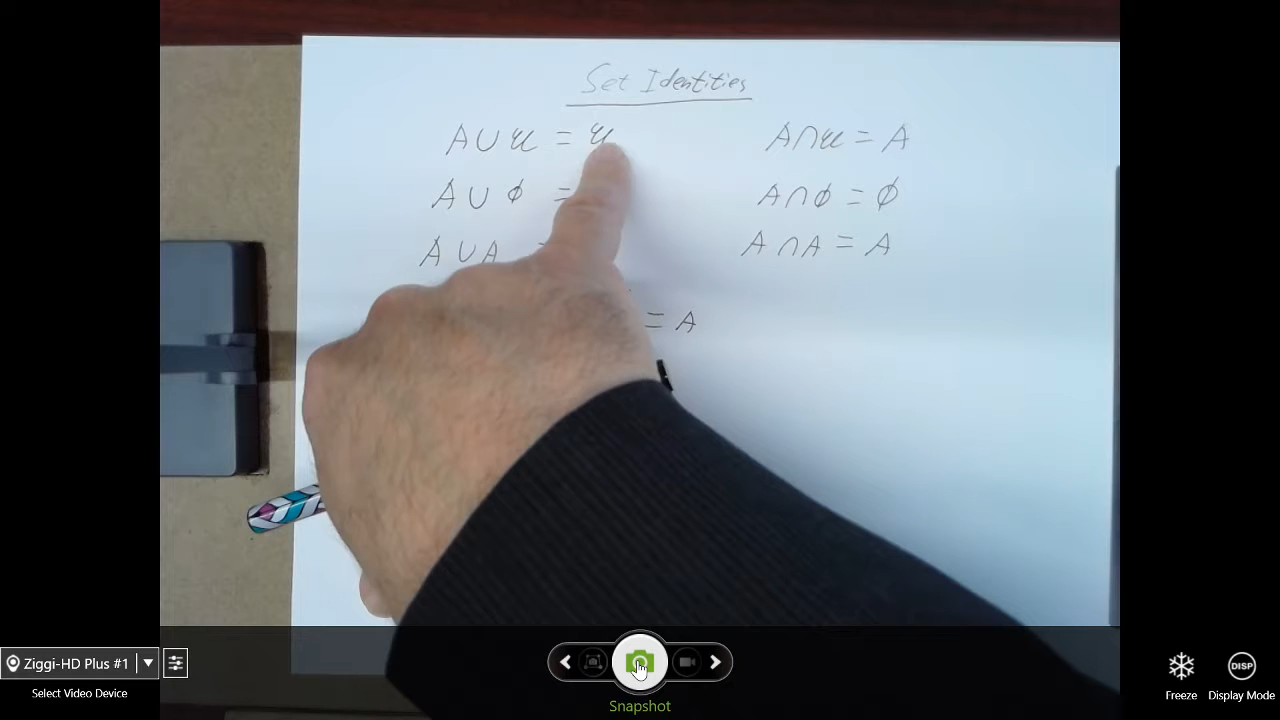 Set Identities
A ∪ 𝒰 = 𝒰 A ∩ 𝒰 = A
A ∪ ϕ = A ∩ ϕ = ϕ
A ∪ A = A ∩ A = A
= A
Ziggi-HD Plus #1
Select Video Device
Snapshot
Freeze
DISP
Display Mode